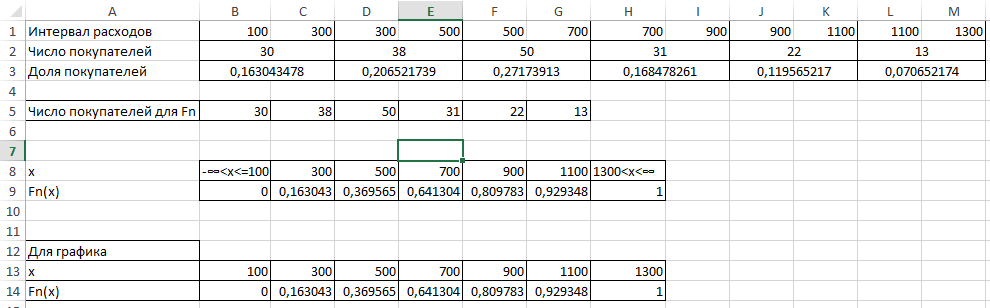 A B C D E F G H I J K L M
1 Интервал расходов 100 300 300 500 500 700 700 900 900 1100 1100 1300
2 Число покупателей 30 38 50 31 22 13
3 Доля покупателей 0,163043478 0,206521739 0,27173913 0,168478261 0,119565217 0,070652174
4
5 Число покупателей для Fn 30 38 50 31 22 13
6
7
8 x -∞<x<=100 300 500 700 900 1100 1300<x<∞
9 Fn(x) 0 0,163043 0,369565 0,641304 0,809783 0,929348 1
10
11
12 Для графика
13 x 100 300 500 700 900 1100 1300
14 Fn(x) 0 0,163043 0,369565 0,641304 0,809783 0,929348 1